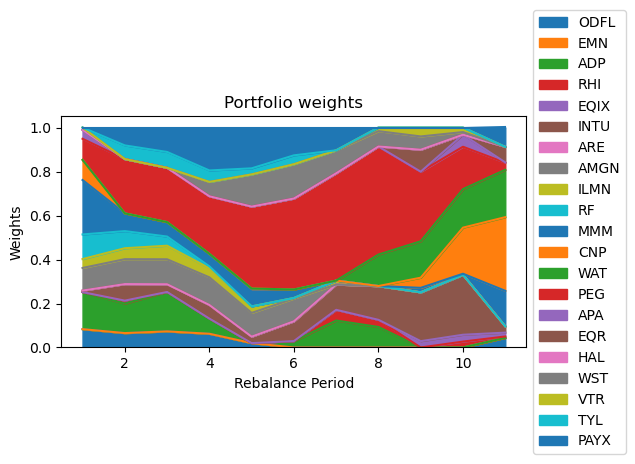 Portfolio weights
1.0
0.8
0.6
0.4
0.2
0.0
Weights
2
4
6
8
10
Rebalance Period
ODFL
EMN
ADP
RHI
EQIX
INTU
ARE
AMGN
ILMN
RF
MMM
CNP
WAT
PEG
APA
EQR
HAL
WST
VTR
TYL
PAYX